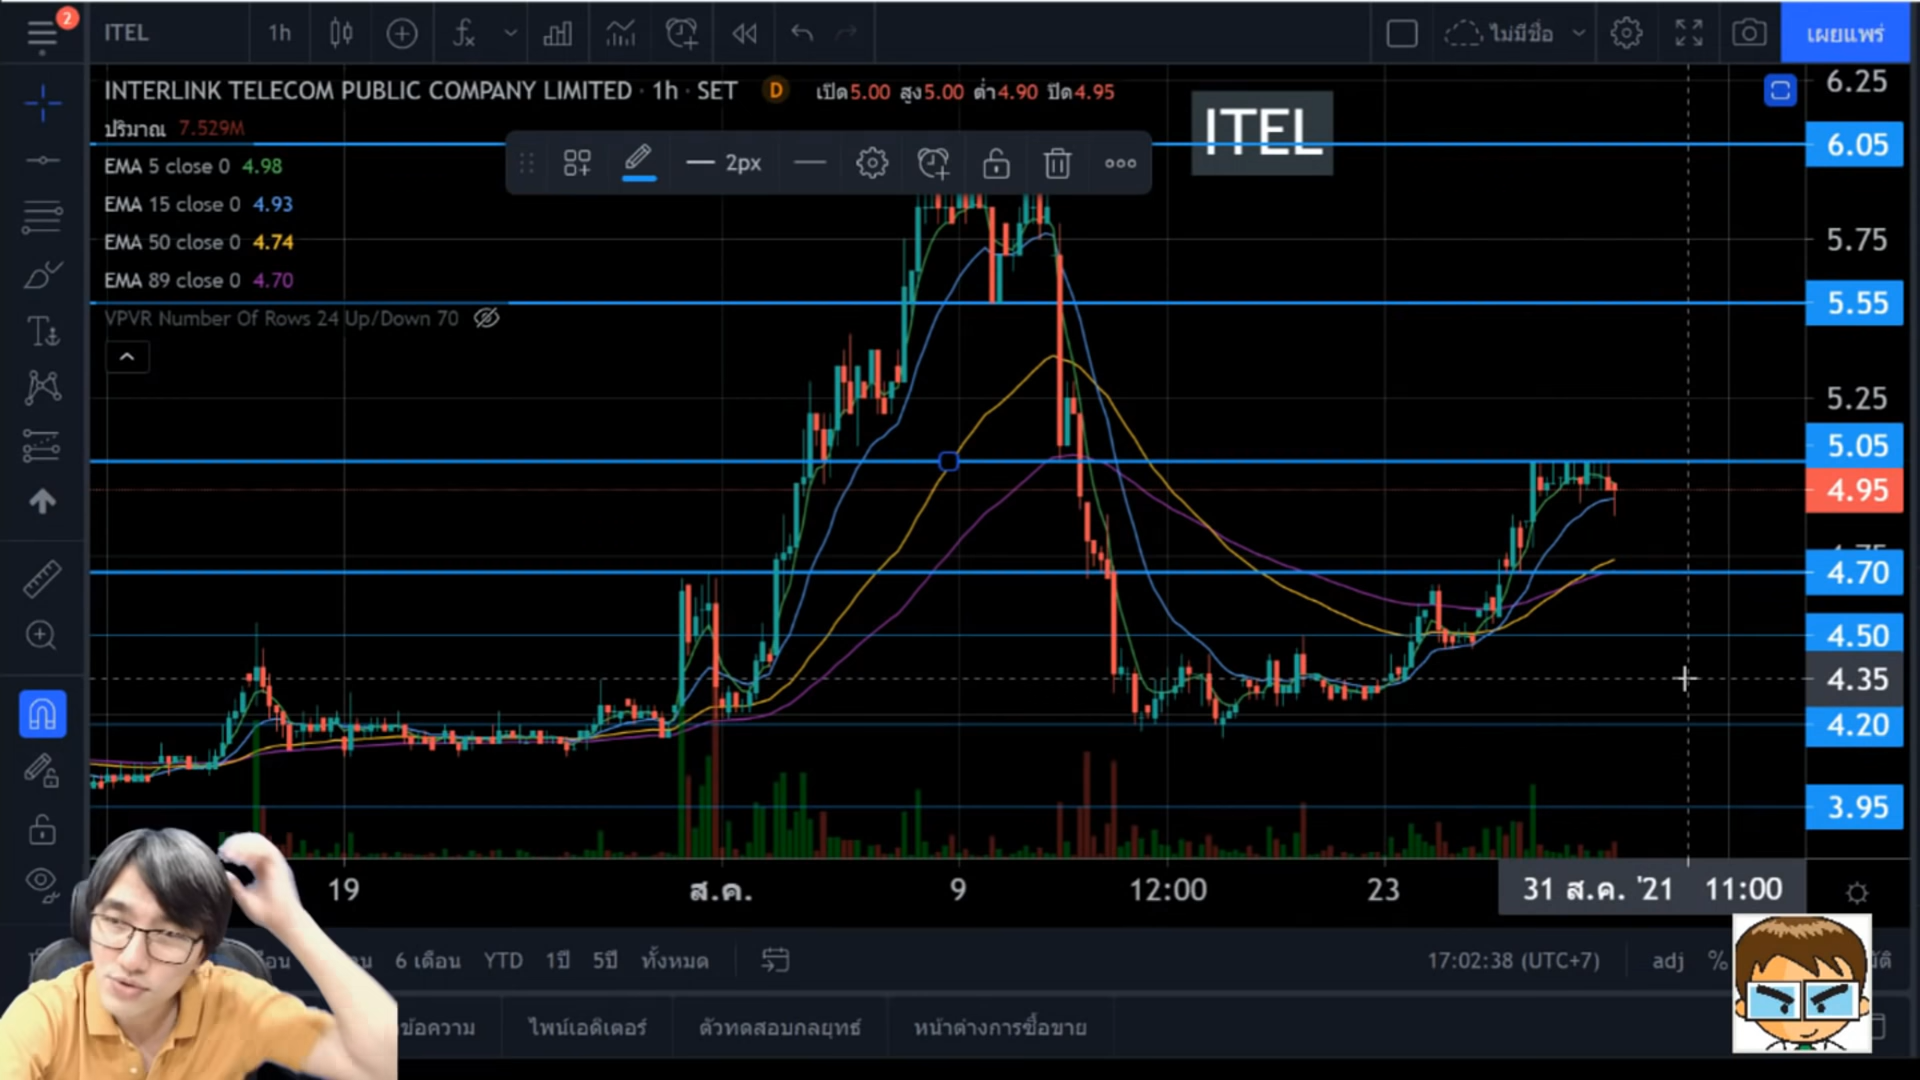 2
ITEL
1h
ไม่มีชื่อ
เผยแพร่
INTERLINK TELECOM PUBLIC COMPANY LIMITED · 1h · SET
D
เปิด5.00 สูง5.00 ต่ำ4.90 ปิด4.95
ปริมาณ 7.529M
EMA 5 close 0 4.98
EMA 15 close 0 4.93
EMA 50 close 0 4.74
EMA 89 close 0 4.70
VPVR Number Of Rows 24 Up/Down 70
2px
ITEL
6.25
6.05
5.75
5.55
5.25
5.05
4.95
4.70
4.50
4.35
4.20
3.95
19
ส.ค.
9
12:00
23
31 ส.ค. '21 11:00
6 เดือน
YTD
1ปี
5ปี
ทั้งหมด
17:02:38 (UTC+7)
adj
%
ข้อความ
ไพน์เอดิเตอร์
ตัวทดสอบกลยุทธ์
หน้าต่างการซื้อขาย